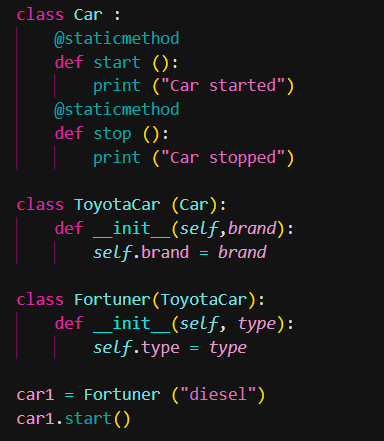 class Car :
    @staticmethod
    def start ():
        print ("Car started")
    @staticmethod
    def stop ():
        print ("Car stopped")

class ToyotaCar (Car):
    def __init__(self,brand):
        self.brand = brand

class Fortuner(ToyotaCar):
    def __init__(self, type):
        self.type = type

car1 = Fortuner ("diesel")
car1.start()